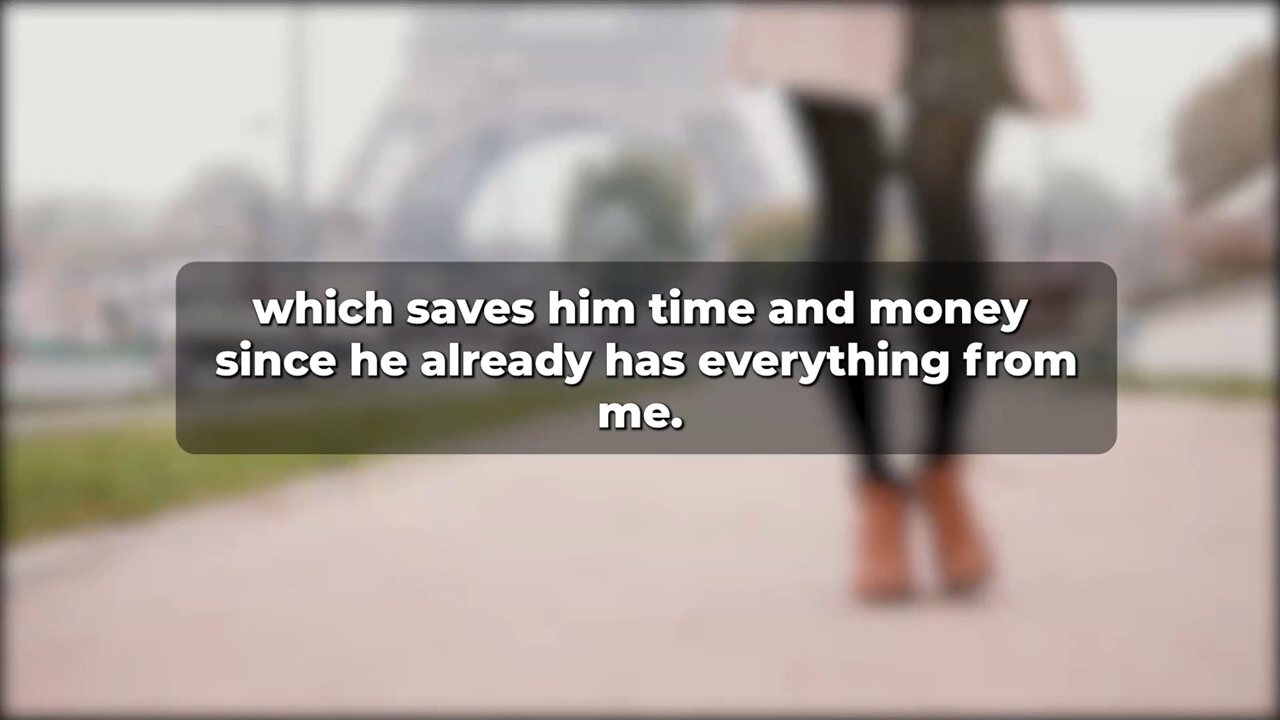 which saves him time and money
since he already has everything from
me.